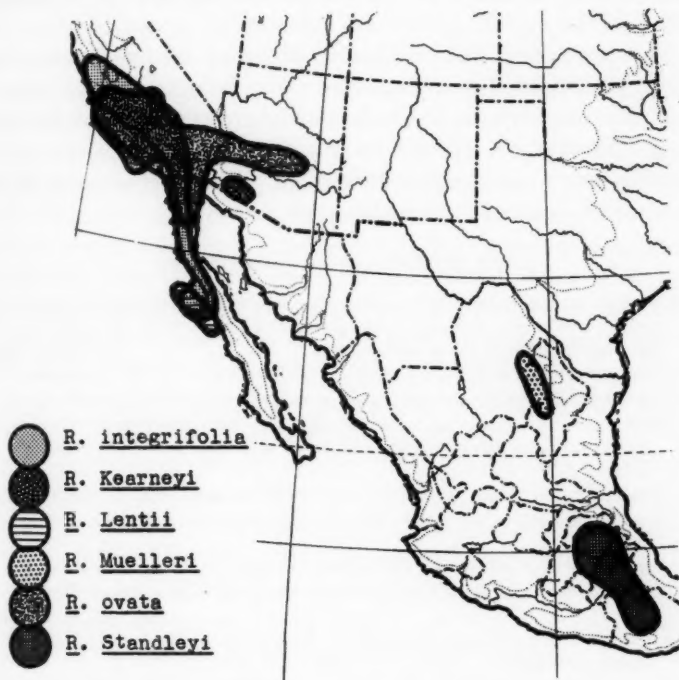 R. integrifolia
R. Kearneyi
R. Lentii
R. Muelleri
R. ovata
R. Standleyi